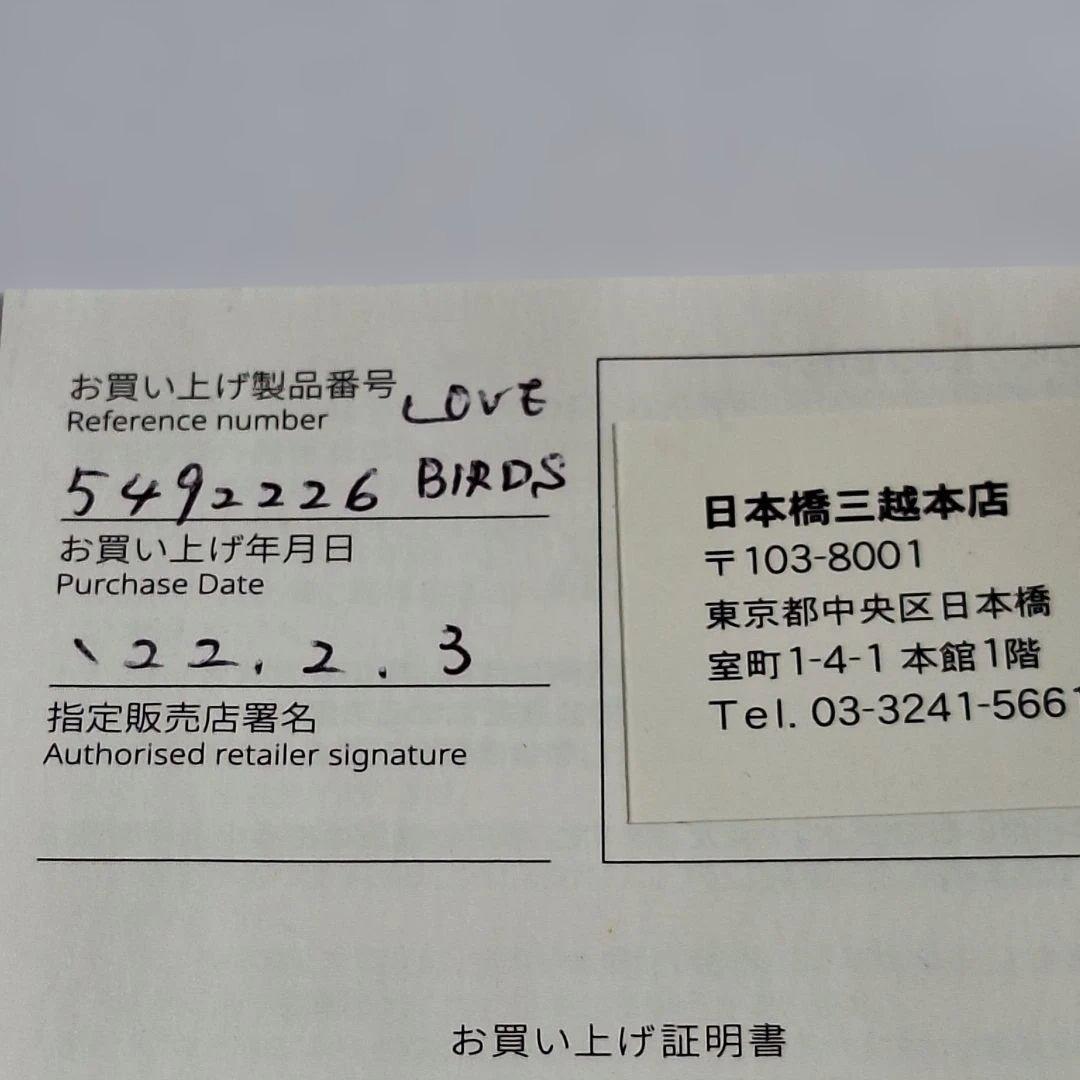 お買い上げ製品番号 LOVE
Reference number
5492226 BIRDS
お買い上げ年月日
Purchase Date
'22. 2. 3
指定販売店署名
Authorised retailer signature
日本橋三越本店
〒103-8001
東京都中央区日本橋
室町1-4-1 本館1階
Tel. 03-3241-5661
お買い上げ証明書